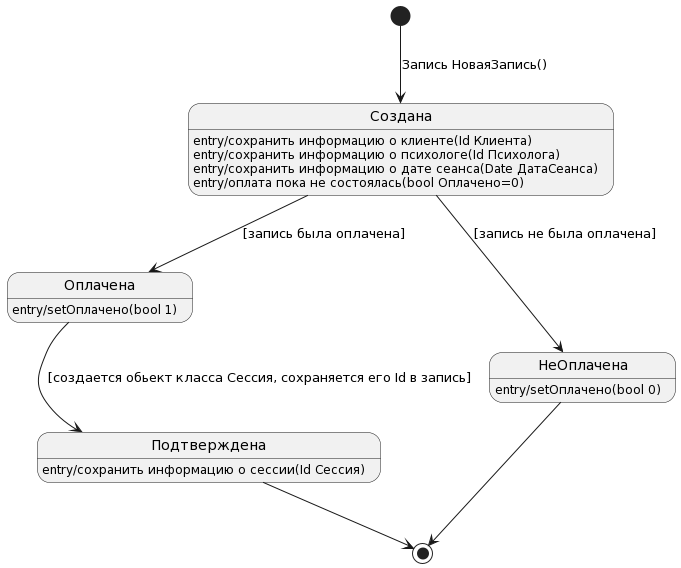 Запись НоваяЗапись()
Создана
entry/сохранить информацию о клиенте(Id Клиента)
entry/сохранить информацию о психологе(Id Психолога)
entry/сохранить информацию о дате сеанса(Date ДатаСеанса)
entry/оплата пока не состоялась(bool Оплачено=0)
[запись была оплачена]
[запись не была оплачена]
Оплачена
entry/setОплачено(bool 1)
НеОплачена
entry/setОплачено(bool 0)
[создается обьект класса Сессия, сохраняется его Id в запись]
Подтверждена
entry/сохранить информацию о сессии(Id Сессия)